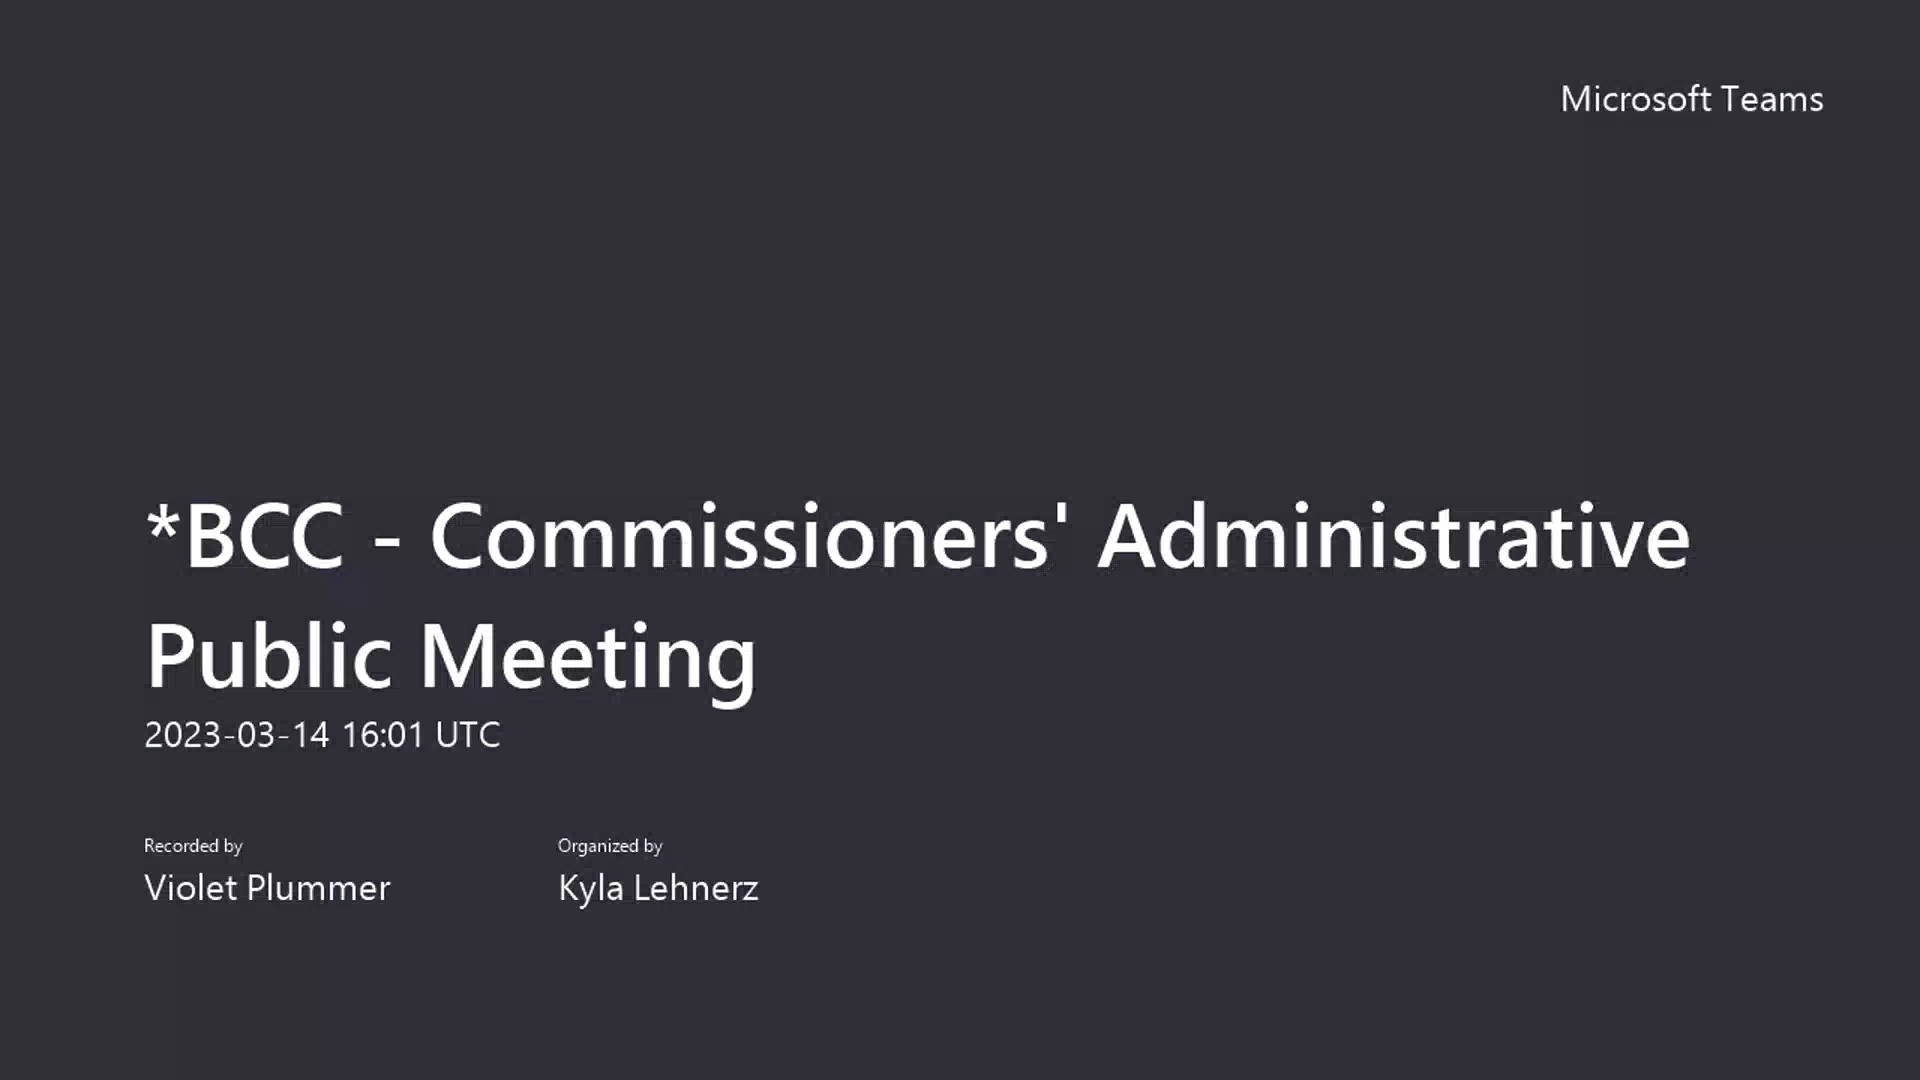 Microsoft Teams
*BCC - Commissioners' Administrative
Public Meeting
2023-03-14 16:01 UTC
Recorded by
Violet Plummer
Organized by
Kyla Lehnerz